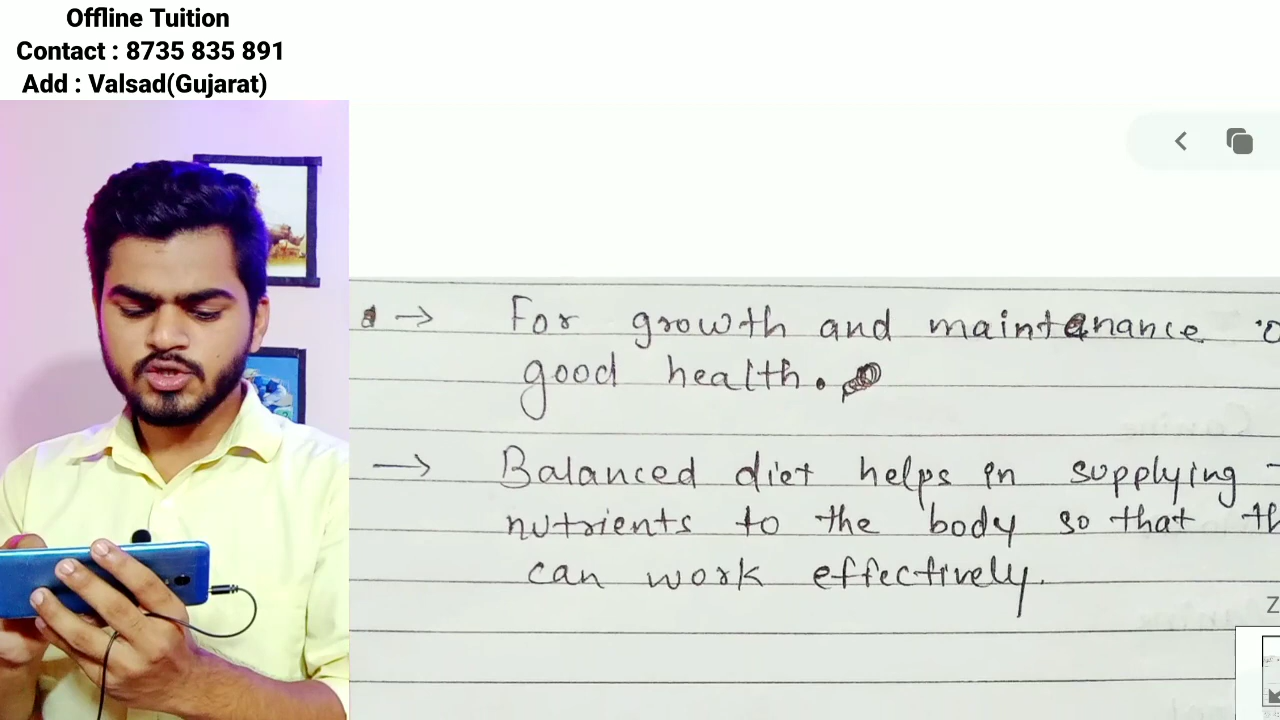 Offline Tuition
Contact : 8735 835 891
Add : Valsad(Gujarat)
→ For growth and maintanance
good health.
→ Balanced diet helps in supplying
nutrients to the body so that
can work effectively.